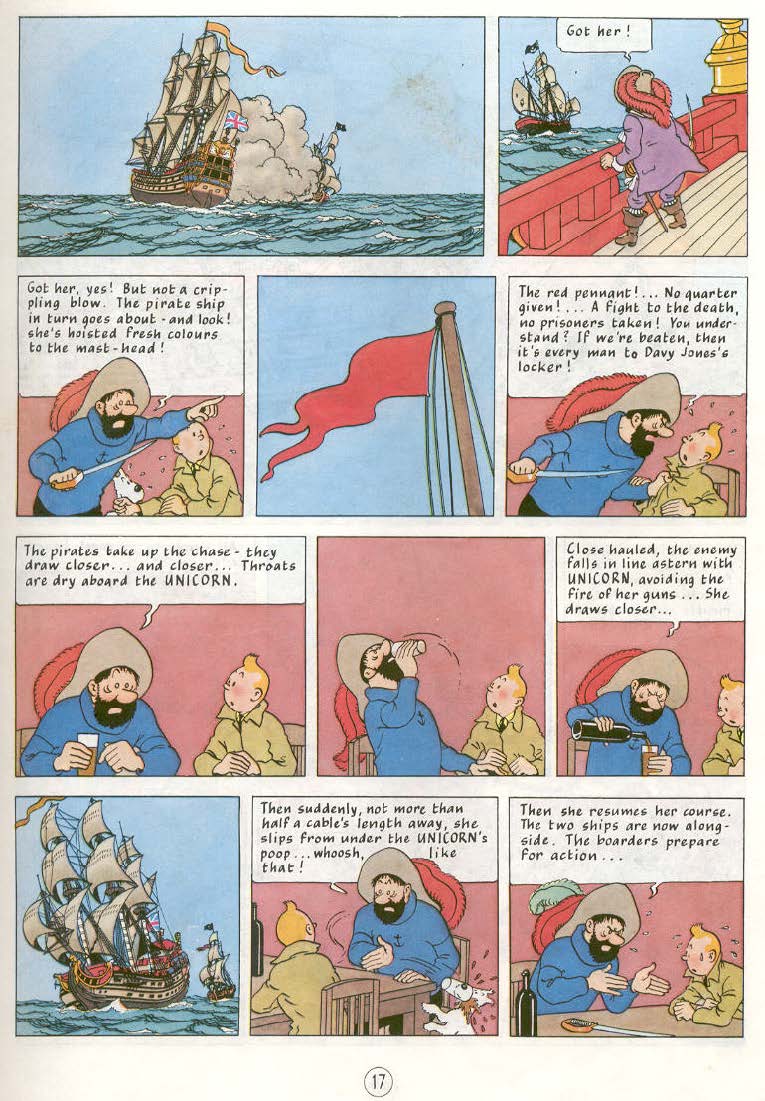 Got her!
Got her, yes! But not a crip-
pling blow. The pirate ship
in turn goes about - and look!
she's hoisted fresh colours
to the mast-head!
The red pennant!... No quarter
given!... A fight to the death,
no prisoners taken! You under-
stand? If we're beaten, then
it's every man to Davy Jones's
locker!
The pirates take up the chase - they
draw closer... and closer... Throats
are dry aboard the UNICORN.
Close hauled, the enemy
falls in line astern with
UNICORN, avoiding the
fire of her guns... She
draws closer...
Then suddenly, not more than
half a cable's length away, she
slips from under the UNICORN's
poop... whoosh, like
that!
Then she resumes her course.
The two ships are now along-
side. The boarders prepare
for action...
17